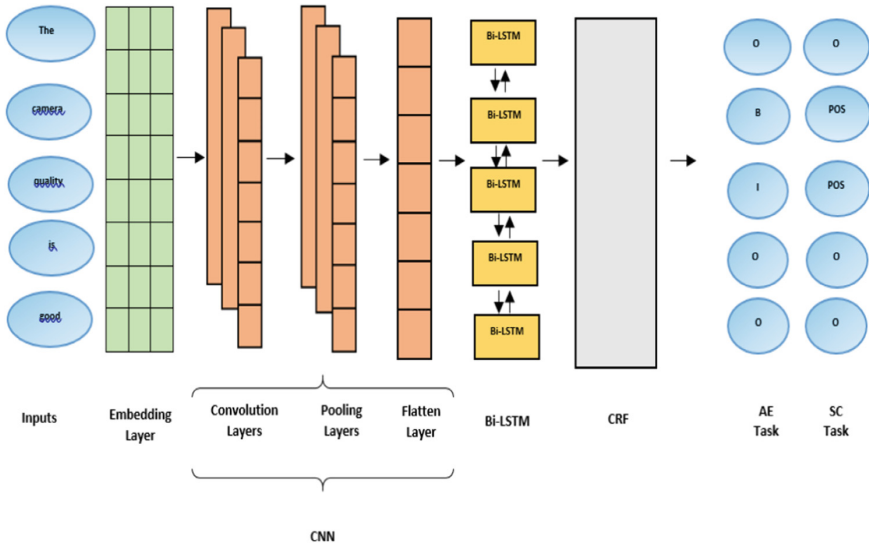 The
camera
quality
is
good
Bi-LSTM
Bi-LSTM
Bi-LSTM
Bi-LSTM
Bi-LSTM
O
B
I
O
O
O
POS
POS
O
O
Inputs
Embedding
Layer
Convolution
Layers
Pooling
Layers
Flatten
Layer
Bi-LSTM
CRF
AE
Task
SC
Task
CNN